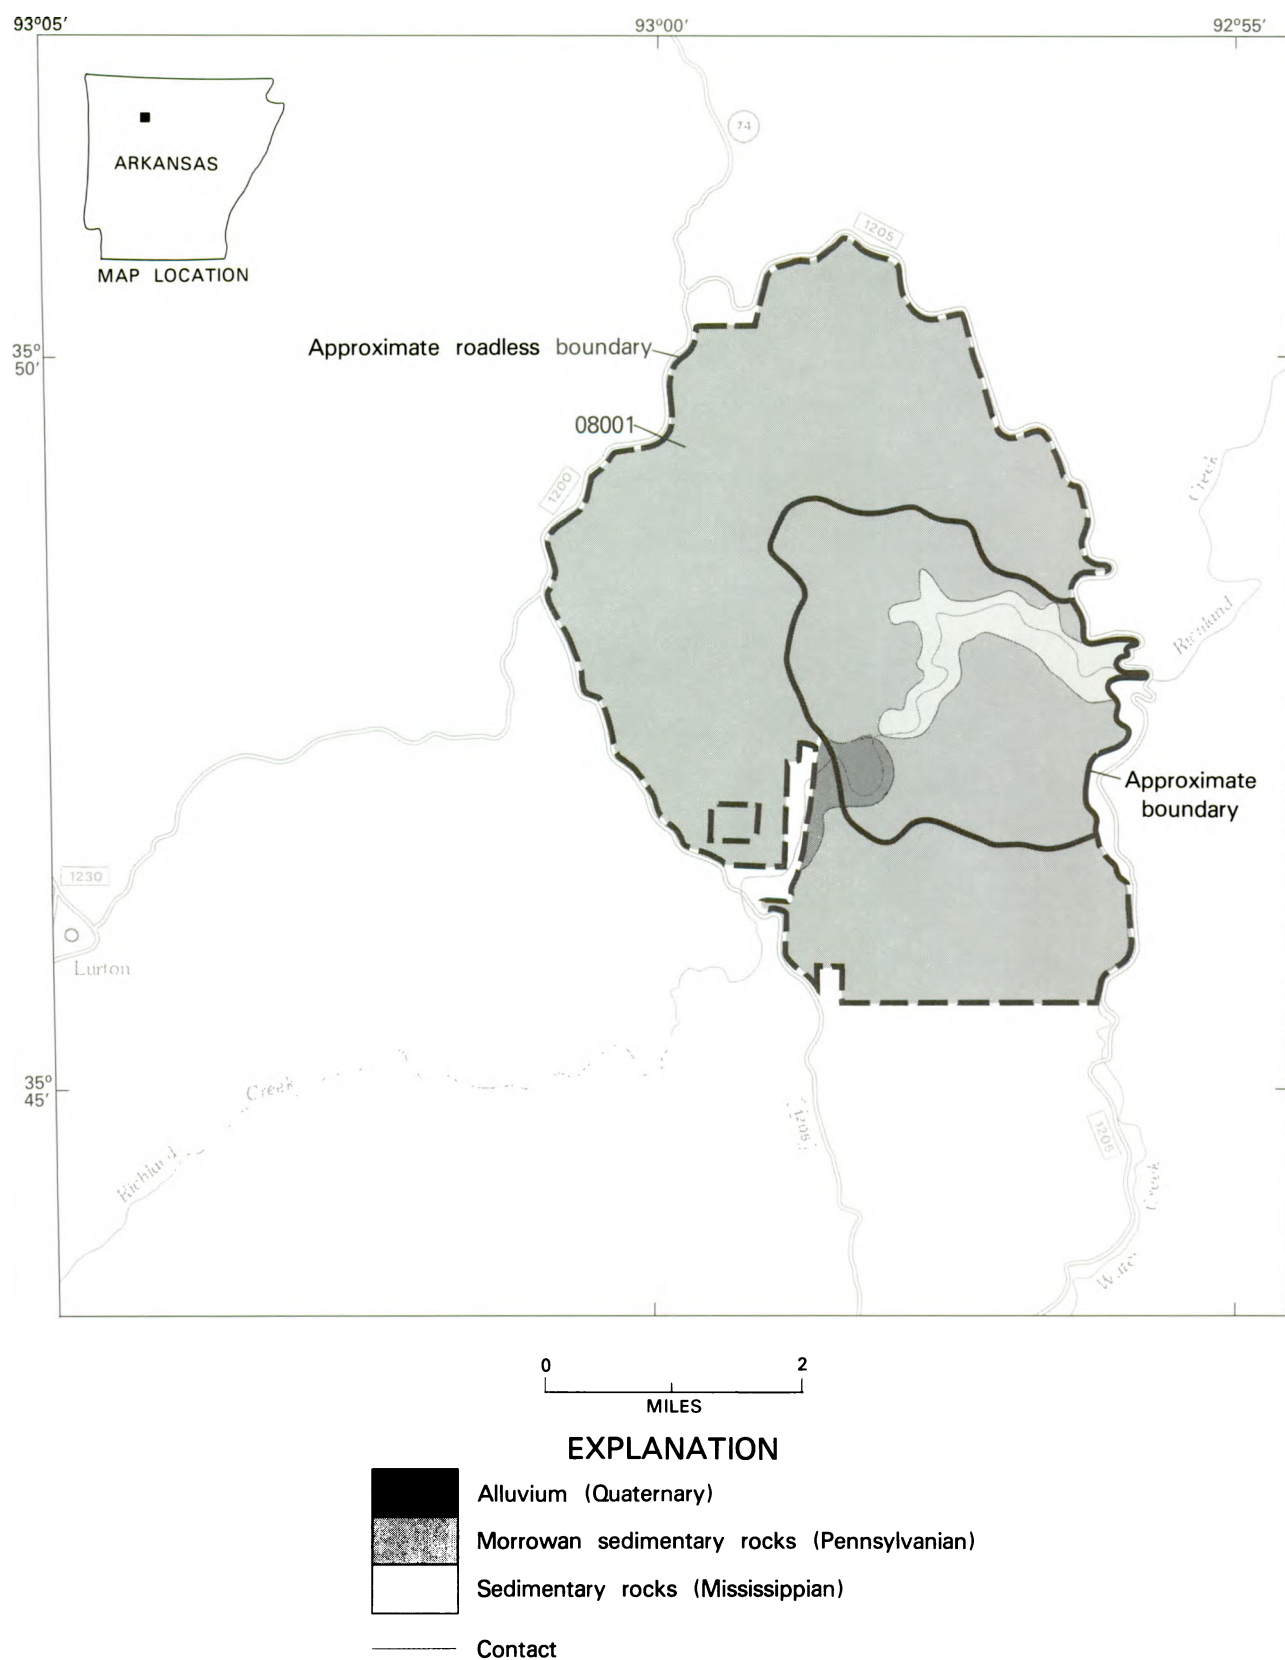 93°05′
93°00′
92°55′
74
ARKANSAS
MAP LOCATION
1205
Approximate roadless boundary
35°
50′
08001
1200
Creek
Richland
Approximate
boundary
1230
Lurton
35°
45′
Creek
Richland
1205
1205
Creek
Water
0
2
MILES
EXPLANATION
Alluvium (Quaternary)
Morrowan sedimentary rocks (Pennsylvanian)
Sedimentary rocks (Mississippian)
Contact